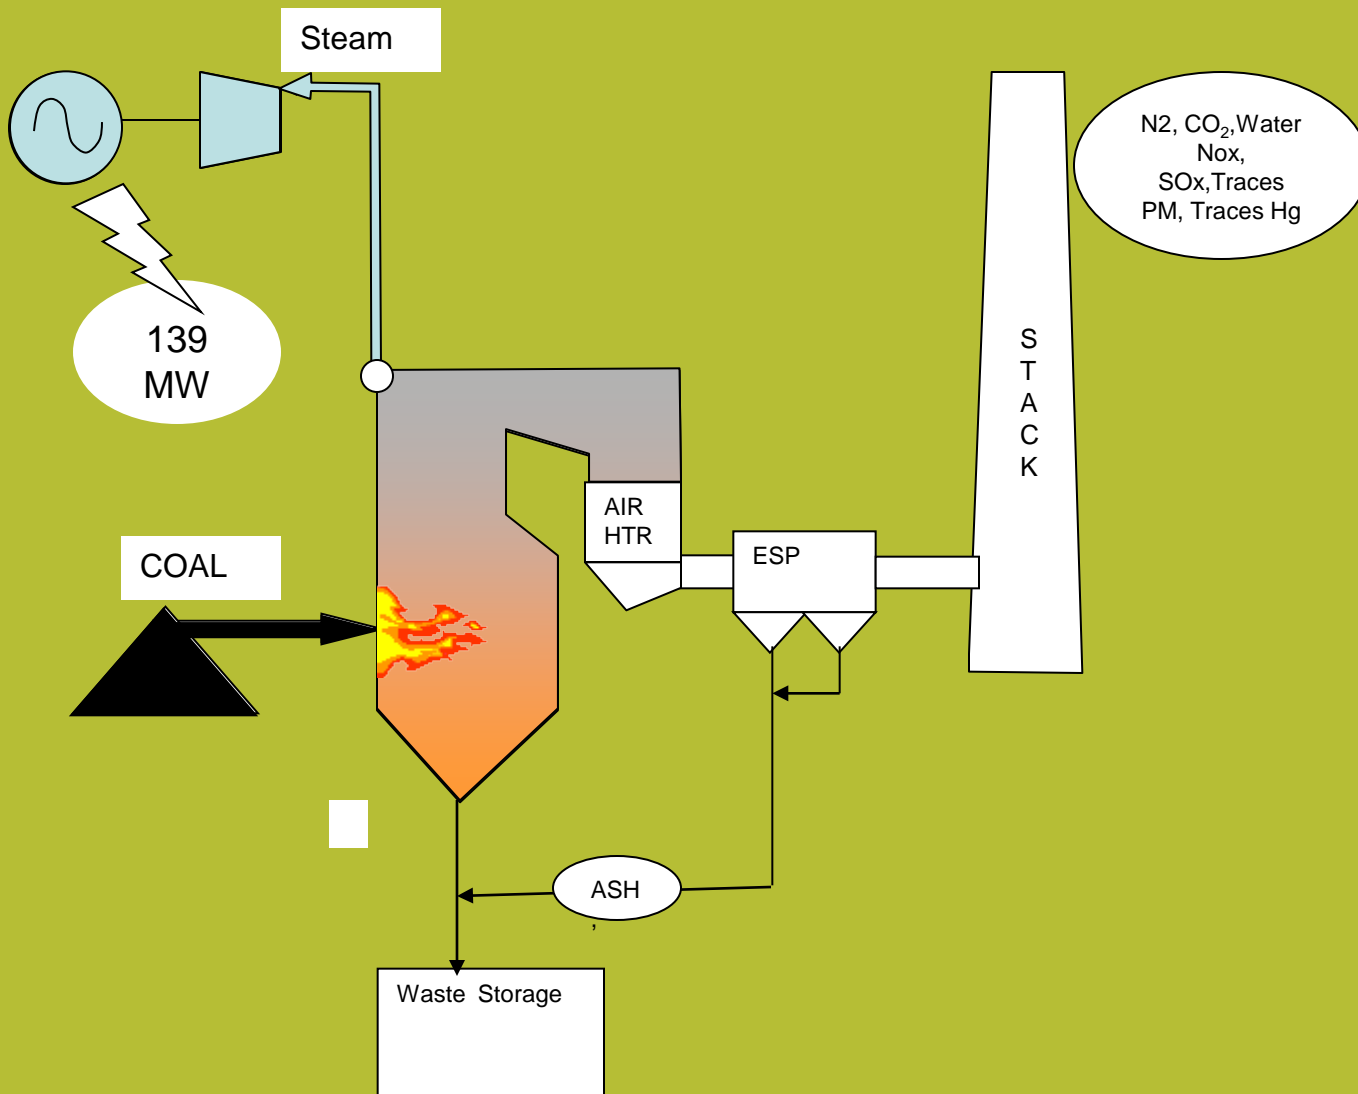 Steam
N2, CO₂,Water
Nox,
SOx,Traces
PM, Traces Hg
139
MW
S
T
A
C
K
AIR
HTR
ESP
COAL
ASH
,
Waste Storage